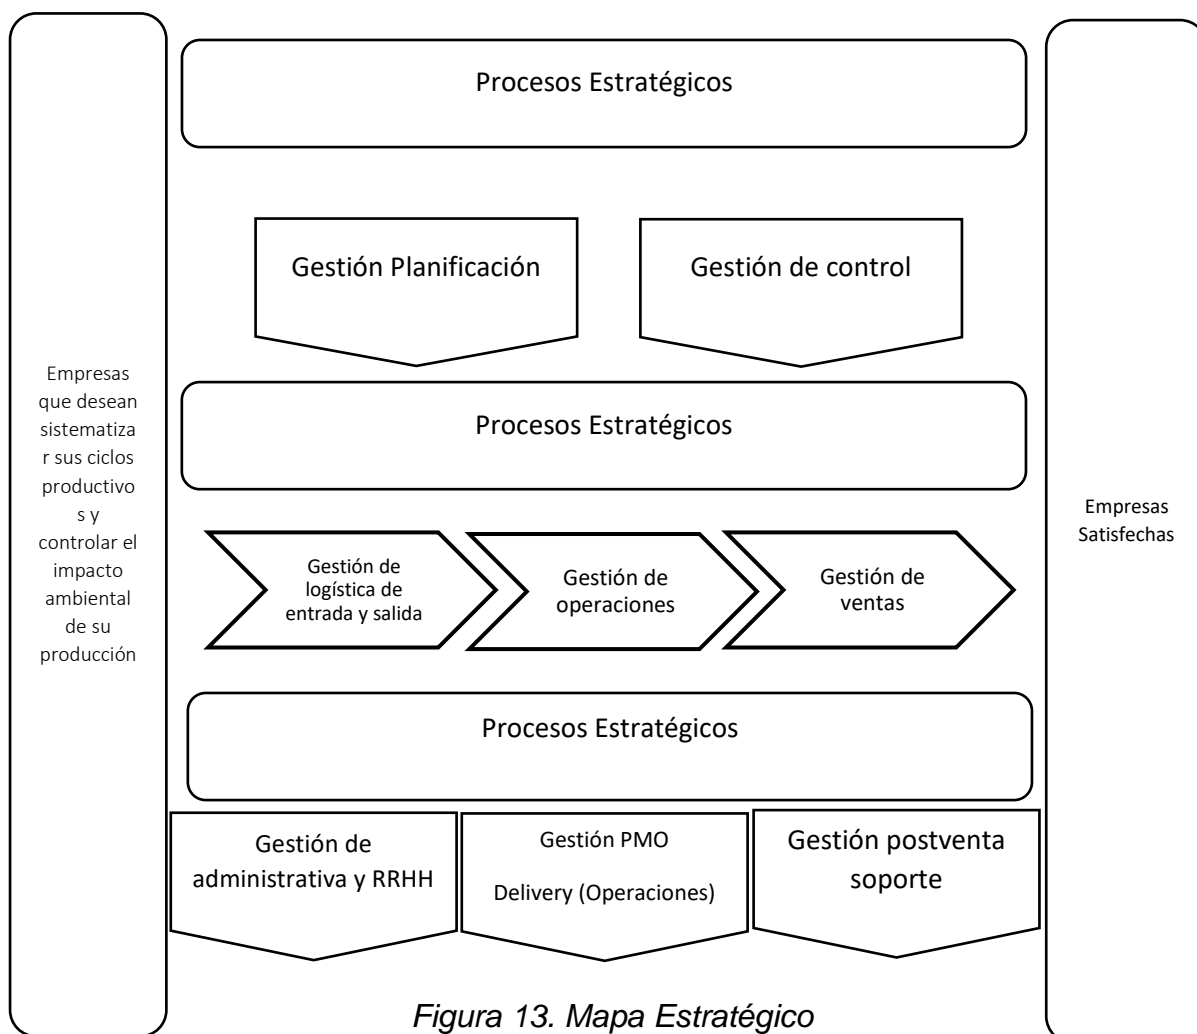 Procesos Estratégicos
Gestión Planificación
Gestión de control
Empresas
que desean
sistematiza
r sus ciclos
productivo
s y
controlar el
impacto
ambiental
de su
producción
Procesos Estratégicos
Empresas
Satisfechas
Gestión de
logística de
entrada y salida
Gestión de
operaciones
Gestión de
ventas
Procesos Estratégicos
Gestión de
administrativa y RRHH
Gestión PMO
Delivery (Operaciones)
Gestión postventa
soporte
Figura 13. Mapa Estratégico